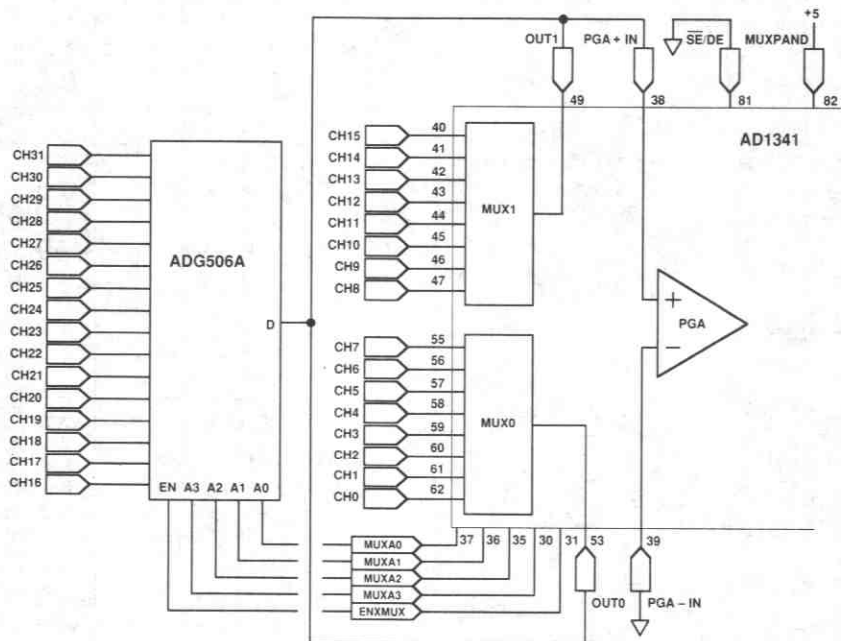 +5
OUT1 PGA + IN SE/DE MUXPAND
49 38 81 82
AD1341
CH31
CH30
CH29
CH28
CH27
CH26
CH25
CH24
CH23
CH22
CH21
CH20
CH19
CH18
CH17
CH16
ADG506A
D
EN A3 A2 A1 A0
CH15 40
CH14 41
CH13 42
CH12 43
CH11 44
CH10 45
CH9 46
CH8 47
MUX1
CH7 55
CH6 56
CH5 57
CH4 58
CH3 59
CH2 60
CH1 61
CH0 62
MUX0
+
PGA
−
37 36 35 30 31 53 39
MUXA0
MUXA1
MUXA2
MUXA3
ENXMUX
OUT0 PGA – IN